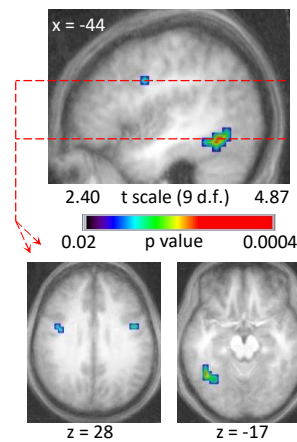 x = -44
2.40 t scale (9 d.f.) 4.87
0.02 p value 0.0004
z = 28 z = -17